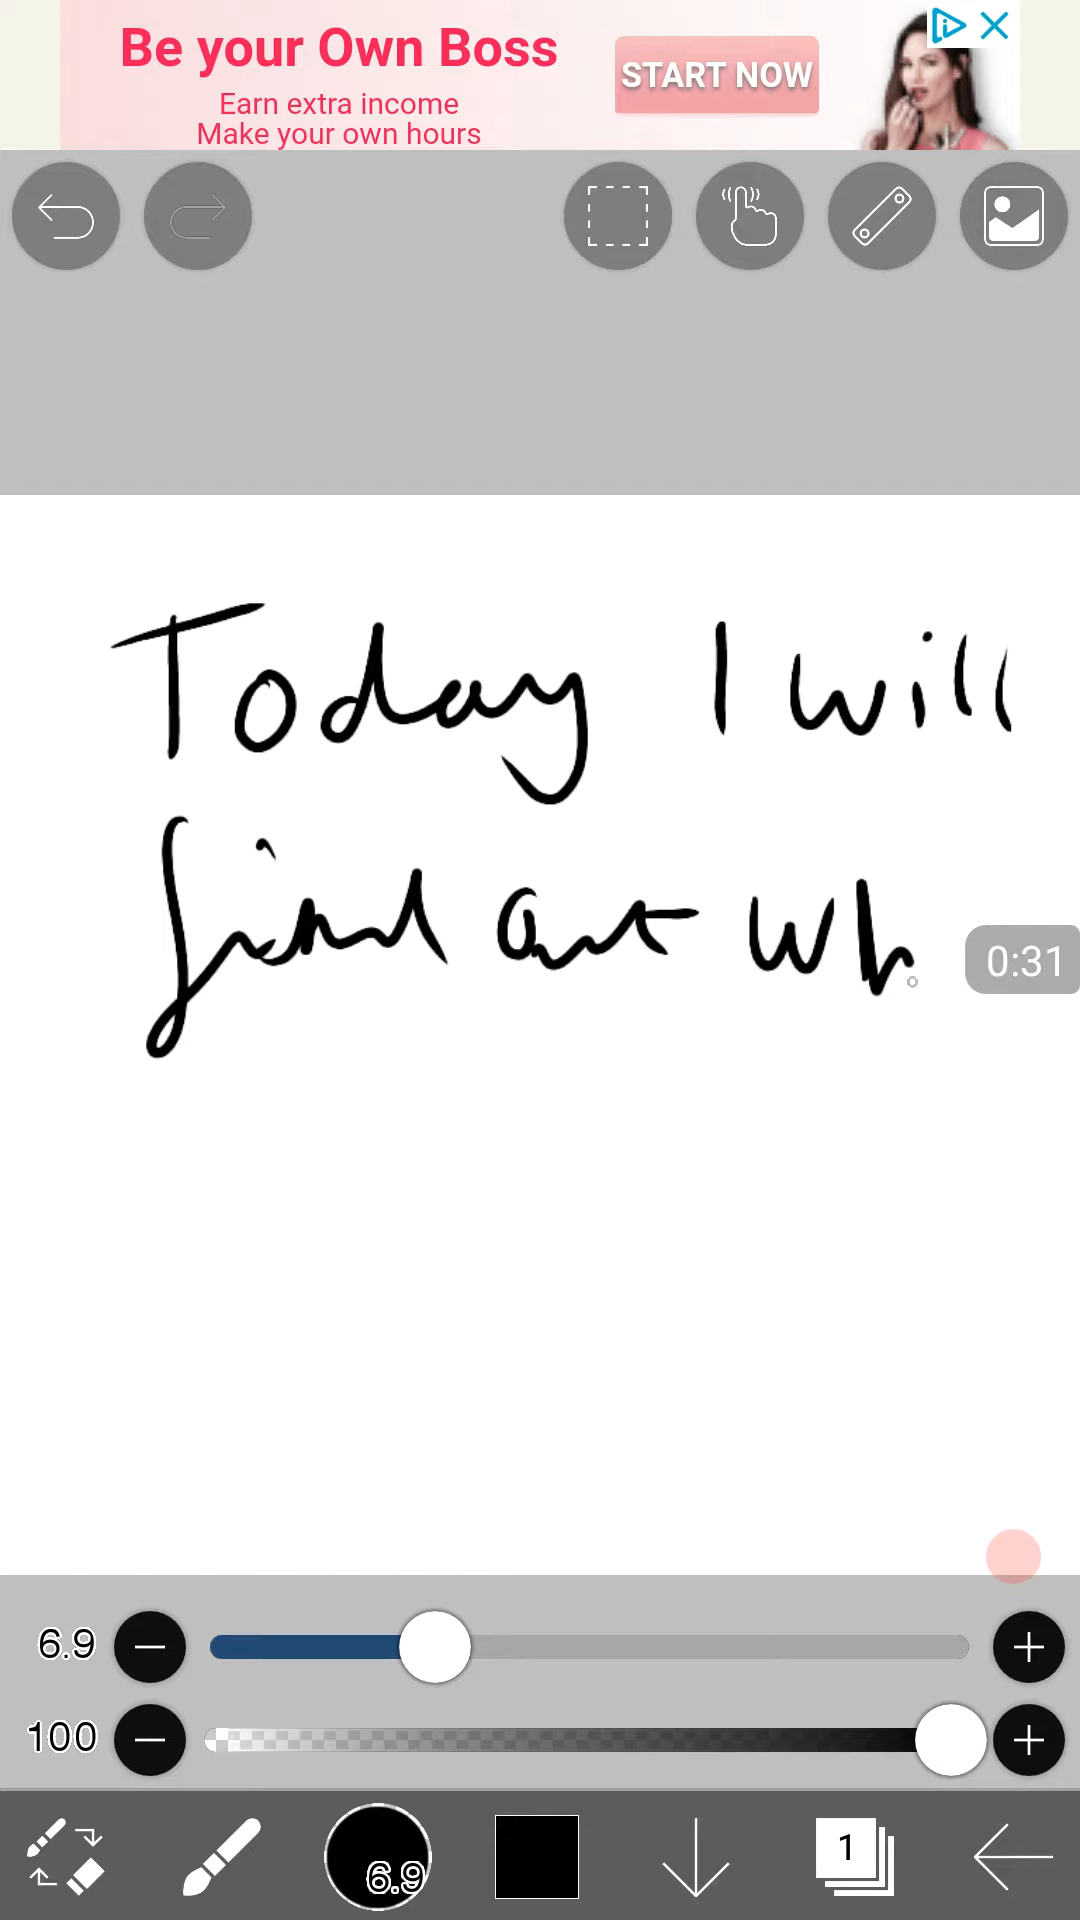 Be your Own Boss
Earn extra income
Make your own hours
START NOW
Today I will
find out wh
0:31
6.9
100
6.9
1